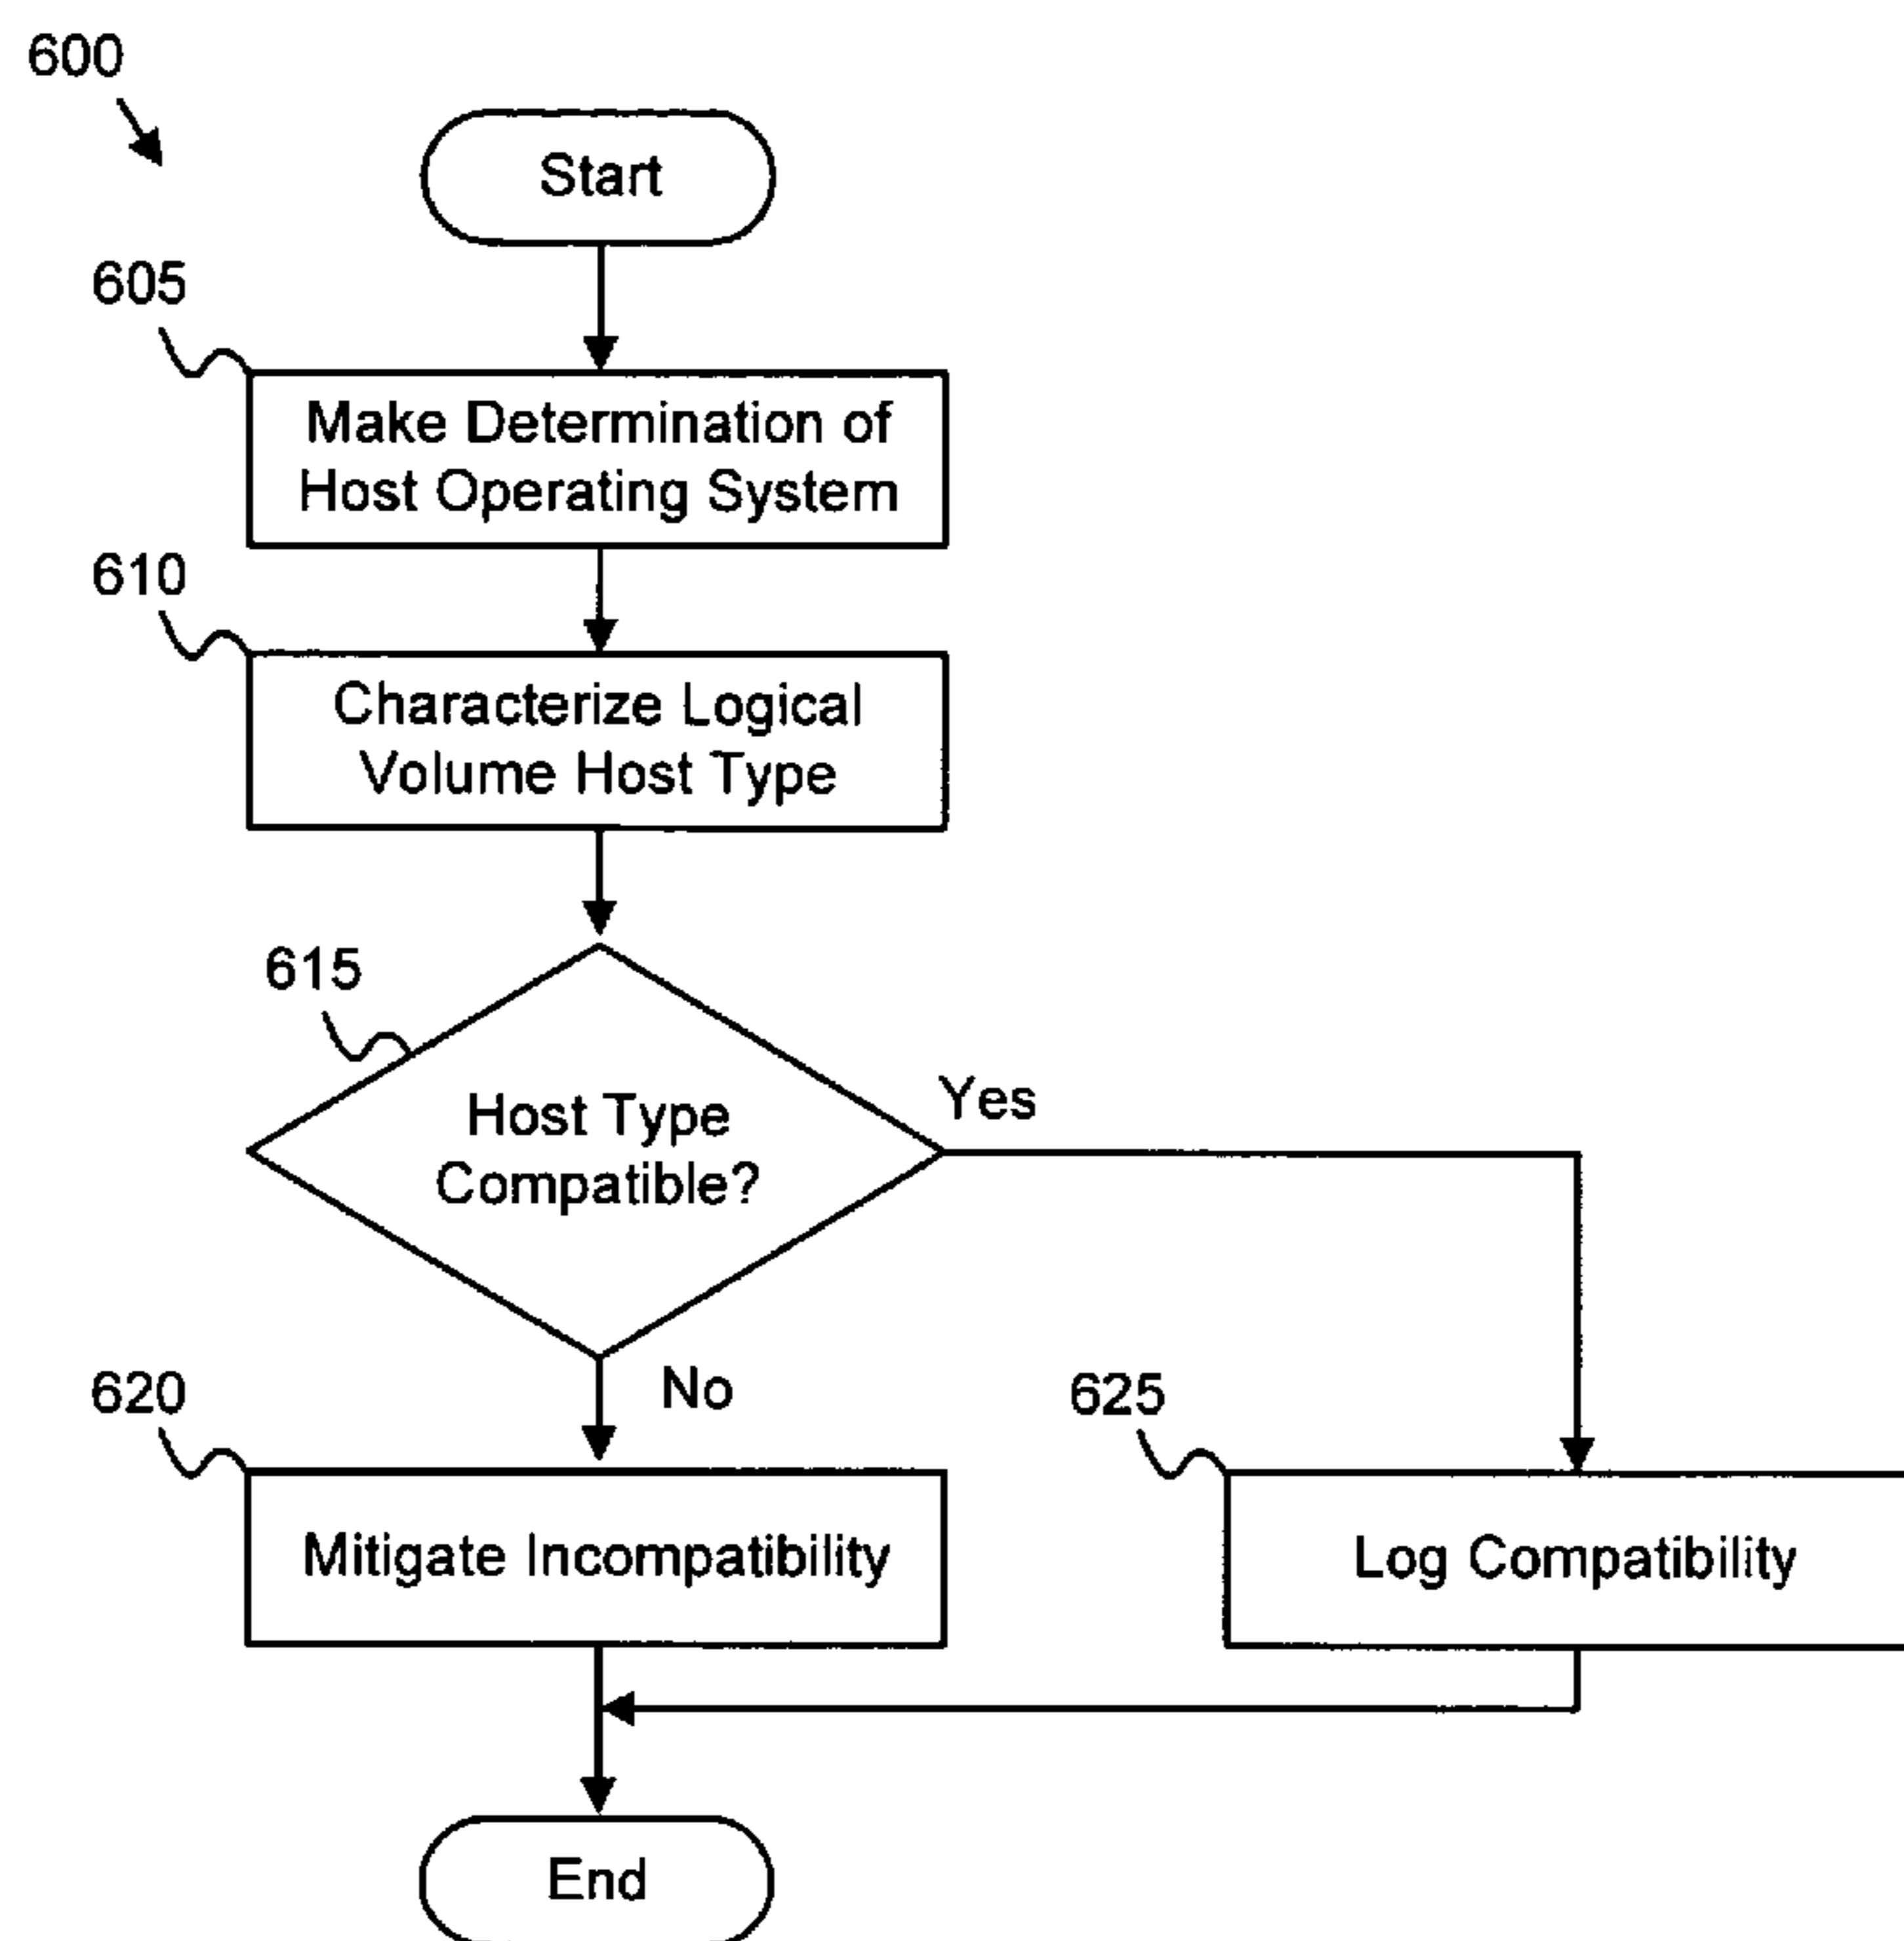 600
Start
605
Make Determination of
Host Operating System
610
Characterize Logical
Volume Host Type
615
Host Type
Compatible?
Yes
No
620
Mitigate Incompatibility
625
Log Compatibility
End